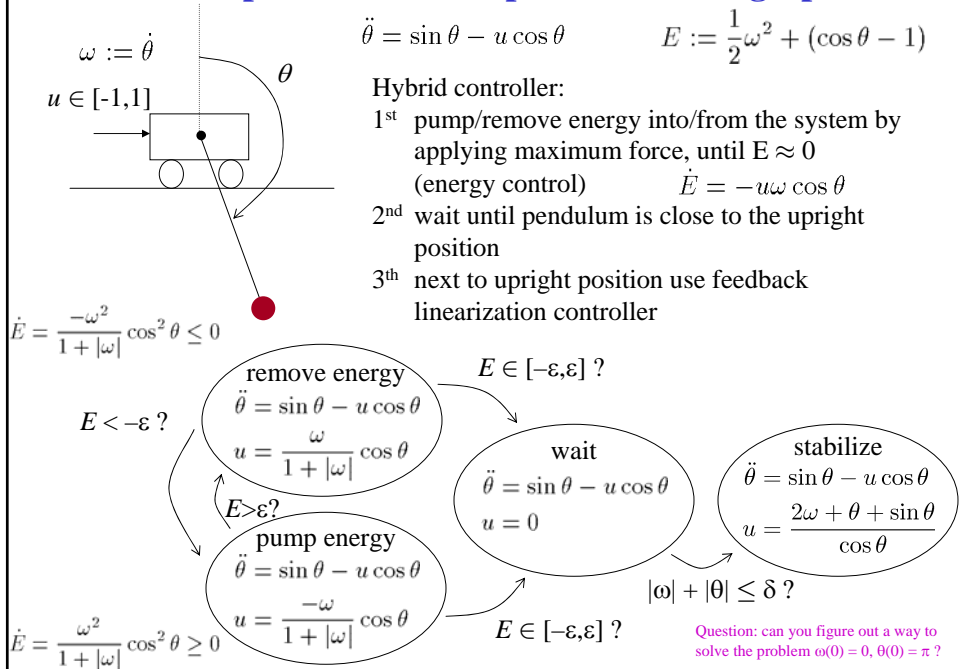 θ̈ = sin θ − u cos θ
E := 1/2 ω² + (cos θ − 1)
ω := θ̇
θ
u ∈ [-1,1]
Hybrid controller:
1st pump/remove energy into/from the system by
applying maximum force, until E ≈ 0
(energy control) Ė = −uω cos θ
2nd wait until pendulum is close to the upright
position
3th next to upright position use feedback
linearization controller
Ė = −ω² / (1 + |ω|) cos² θ ≤ 0
remove energy
θ̈ = sin θ − u cos θ
u = ω / (1 + |ω|) cos θ
E ∈ [−ε,ε] ?
E < −ε ?
E>ε?
wait
θ̈ = sin θ − u cos θ
u = 0
stabilize
θ̈ = sin θ − u cos θ
u = (2ω + θ + sin θ) / cos θ
pump energy
θ̈ = sin θ − u cos θ
u = −ω / (1 + |ω|) cos θ
|ω| + |θ| ≤ δ ?
E ∈ [−ε,ε] ?
Ė = ω² / (1 + |ω|) cos² θ ≥ 0
Question: can you figure out a way to
solve the problem ω(0) = 0, θ(0) = π ?